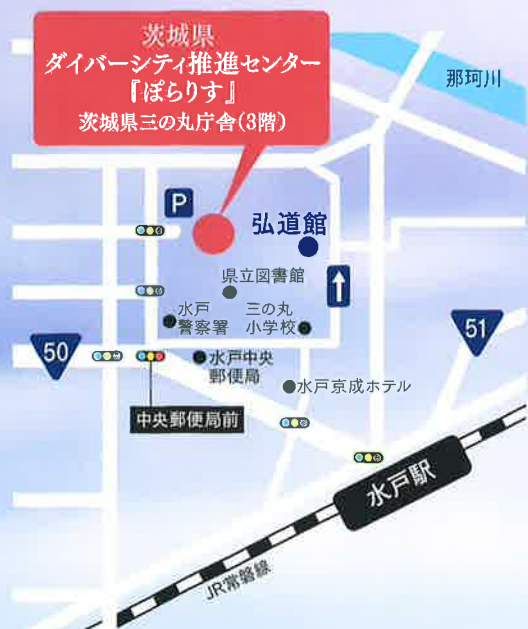 茨城県
ダイバーシティ推進センター
『ぽらりす』
茨城県三の丸庁舎(3階)
那珂川
P
弘道館
県立図書館
水戸
警察署
三の丸
小学校
50
51
水戸中央
郵便局
水戸京成ホテル
中央郵便局前
水戸駅
JR常磐線